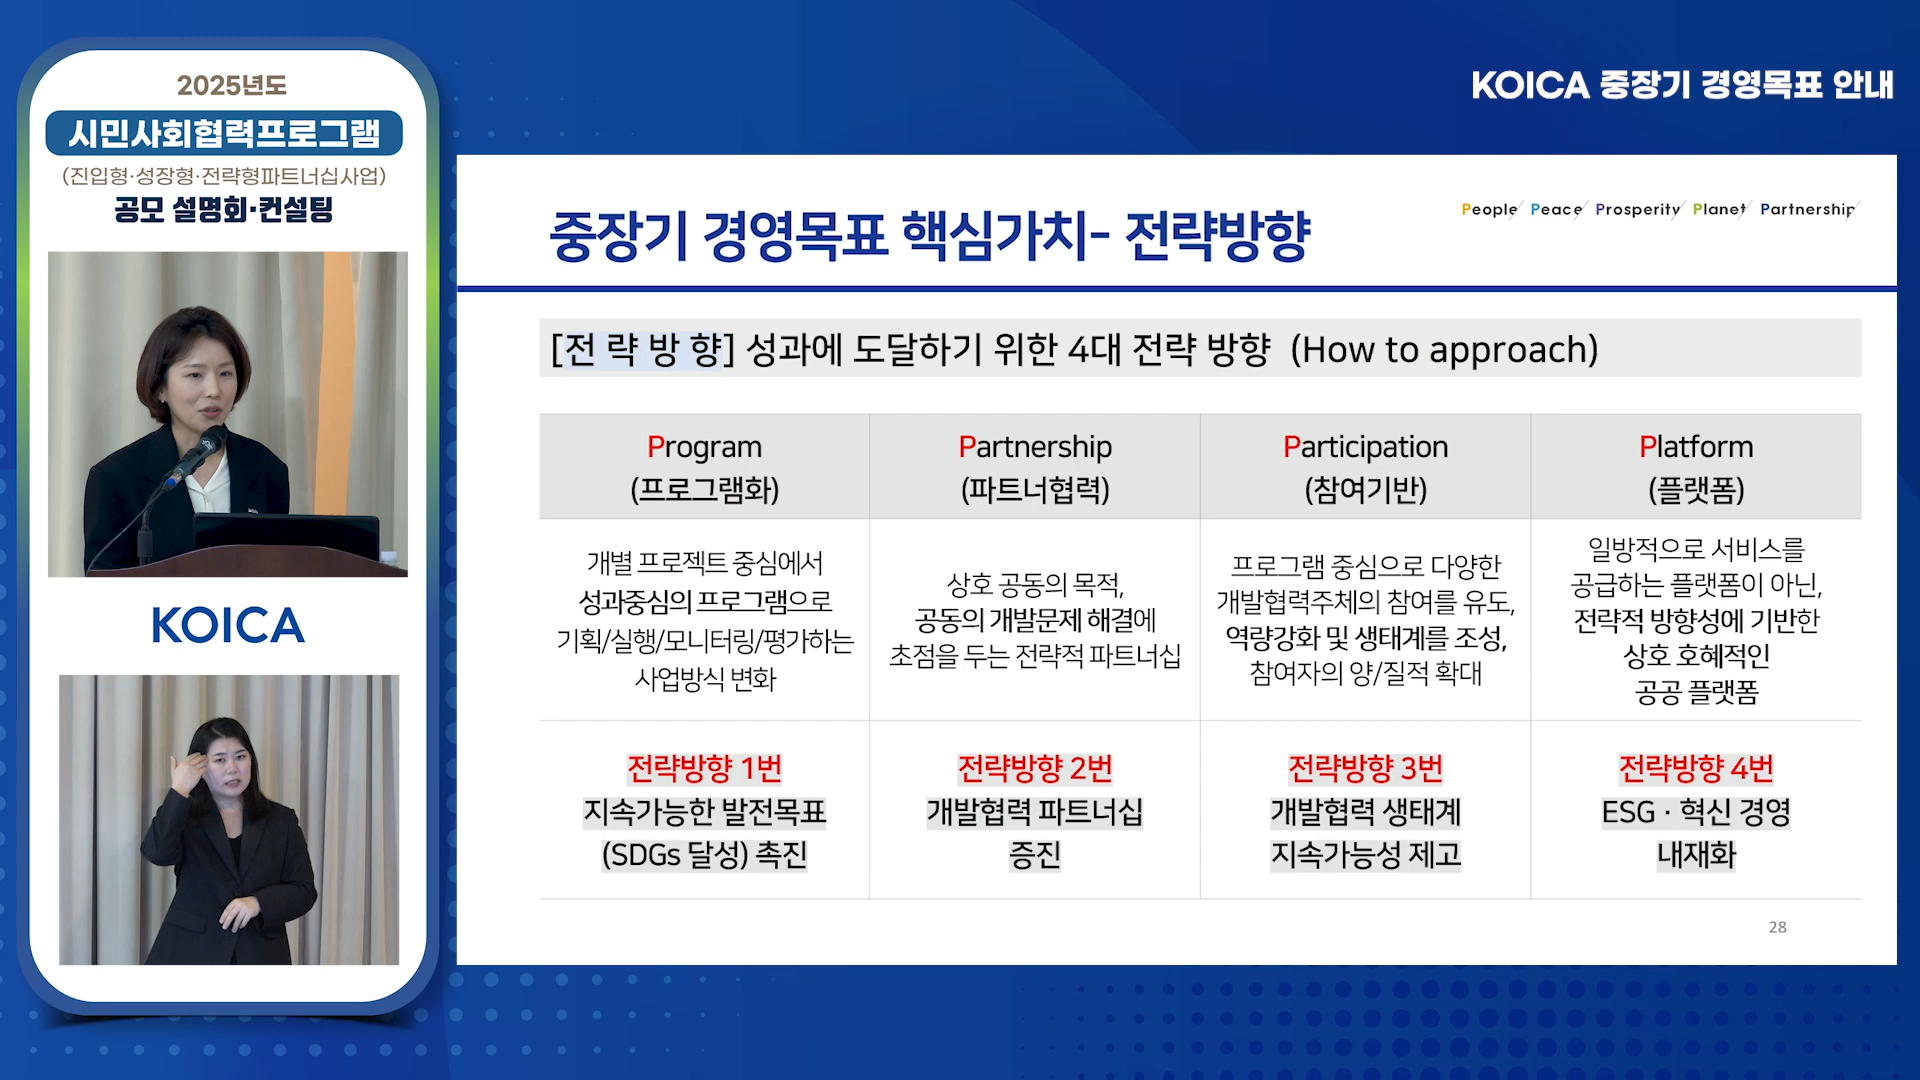 2025년도
시민사회협력프로그램
(진입형·성장형·전략형파트너십사업)
공모 설명회·컨설팅
KOICA
KOICA 중장기 경영목표 안내
중장기 경영목표 핵심가치- 전략방향
People Peace Prosperity Planet Partnership
[전 략 방 향] 성과에 도달하기 위한 4대 전략 방향 (How to approach)
Program
(프로그램화)
개별 프로젝트 중심에서
성과중심의 프로그램으로
기획/실행/모니터링/평가하는
사업방식 변화
전략방향 1번
지속가능한 발전목표
(SDGs 달성) 촉진
Partnership
(파트너협력)
상호 공동의 목적,
공동의 개발문제 해결에
초점을 두는 전략적 파트너십
전략방향 2번
개발협력 파트너십
증진
Participation
(참여기반)
프로그램 중심으로 다양한
개발협력주체의 참여를 유도,
역량강화 및 생태계를 조성,
참여자의 양/질적 확대
전략방향 3번
개발협력 생태계
지속가능성 제고
Platform
(플랫폼)
일방적으로 서비스를
공급하는 플랫폼이 아닌,
전략적 방향성에 기반한
상호 호혜적인
공공 플랫폼
전략방향 4번
ESG · 혁신 경영
내재화
28